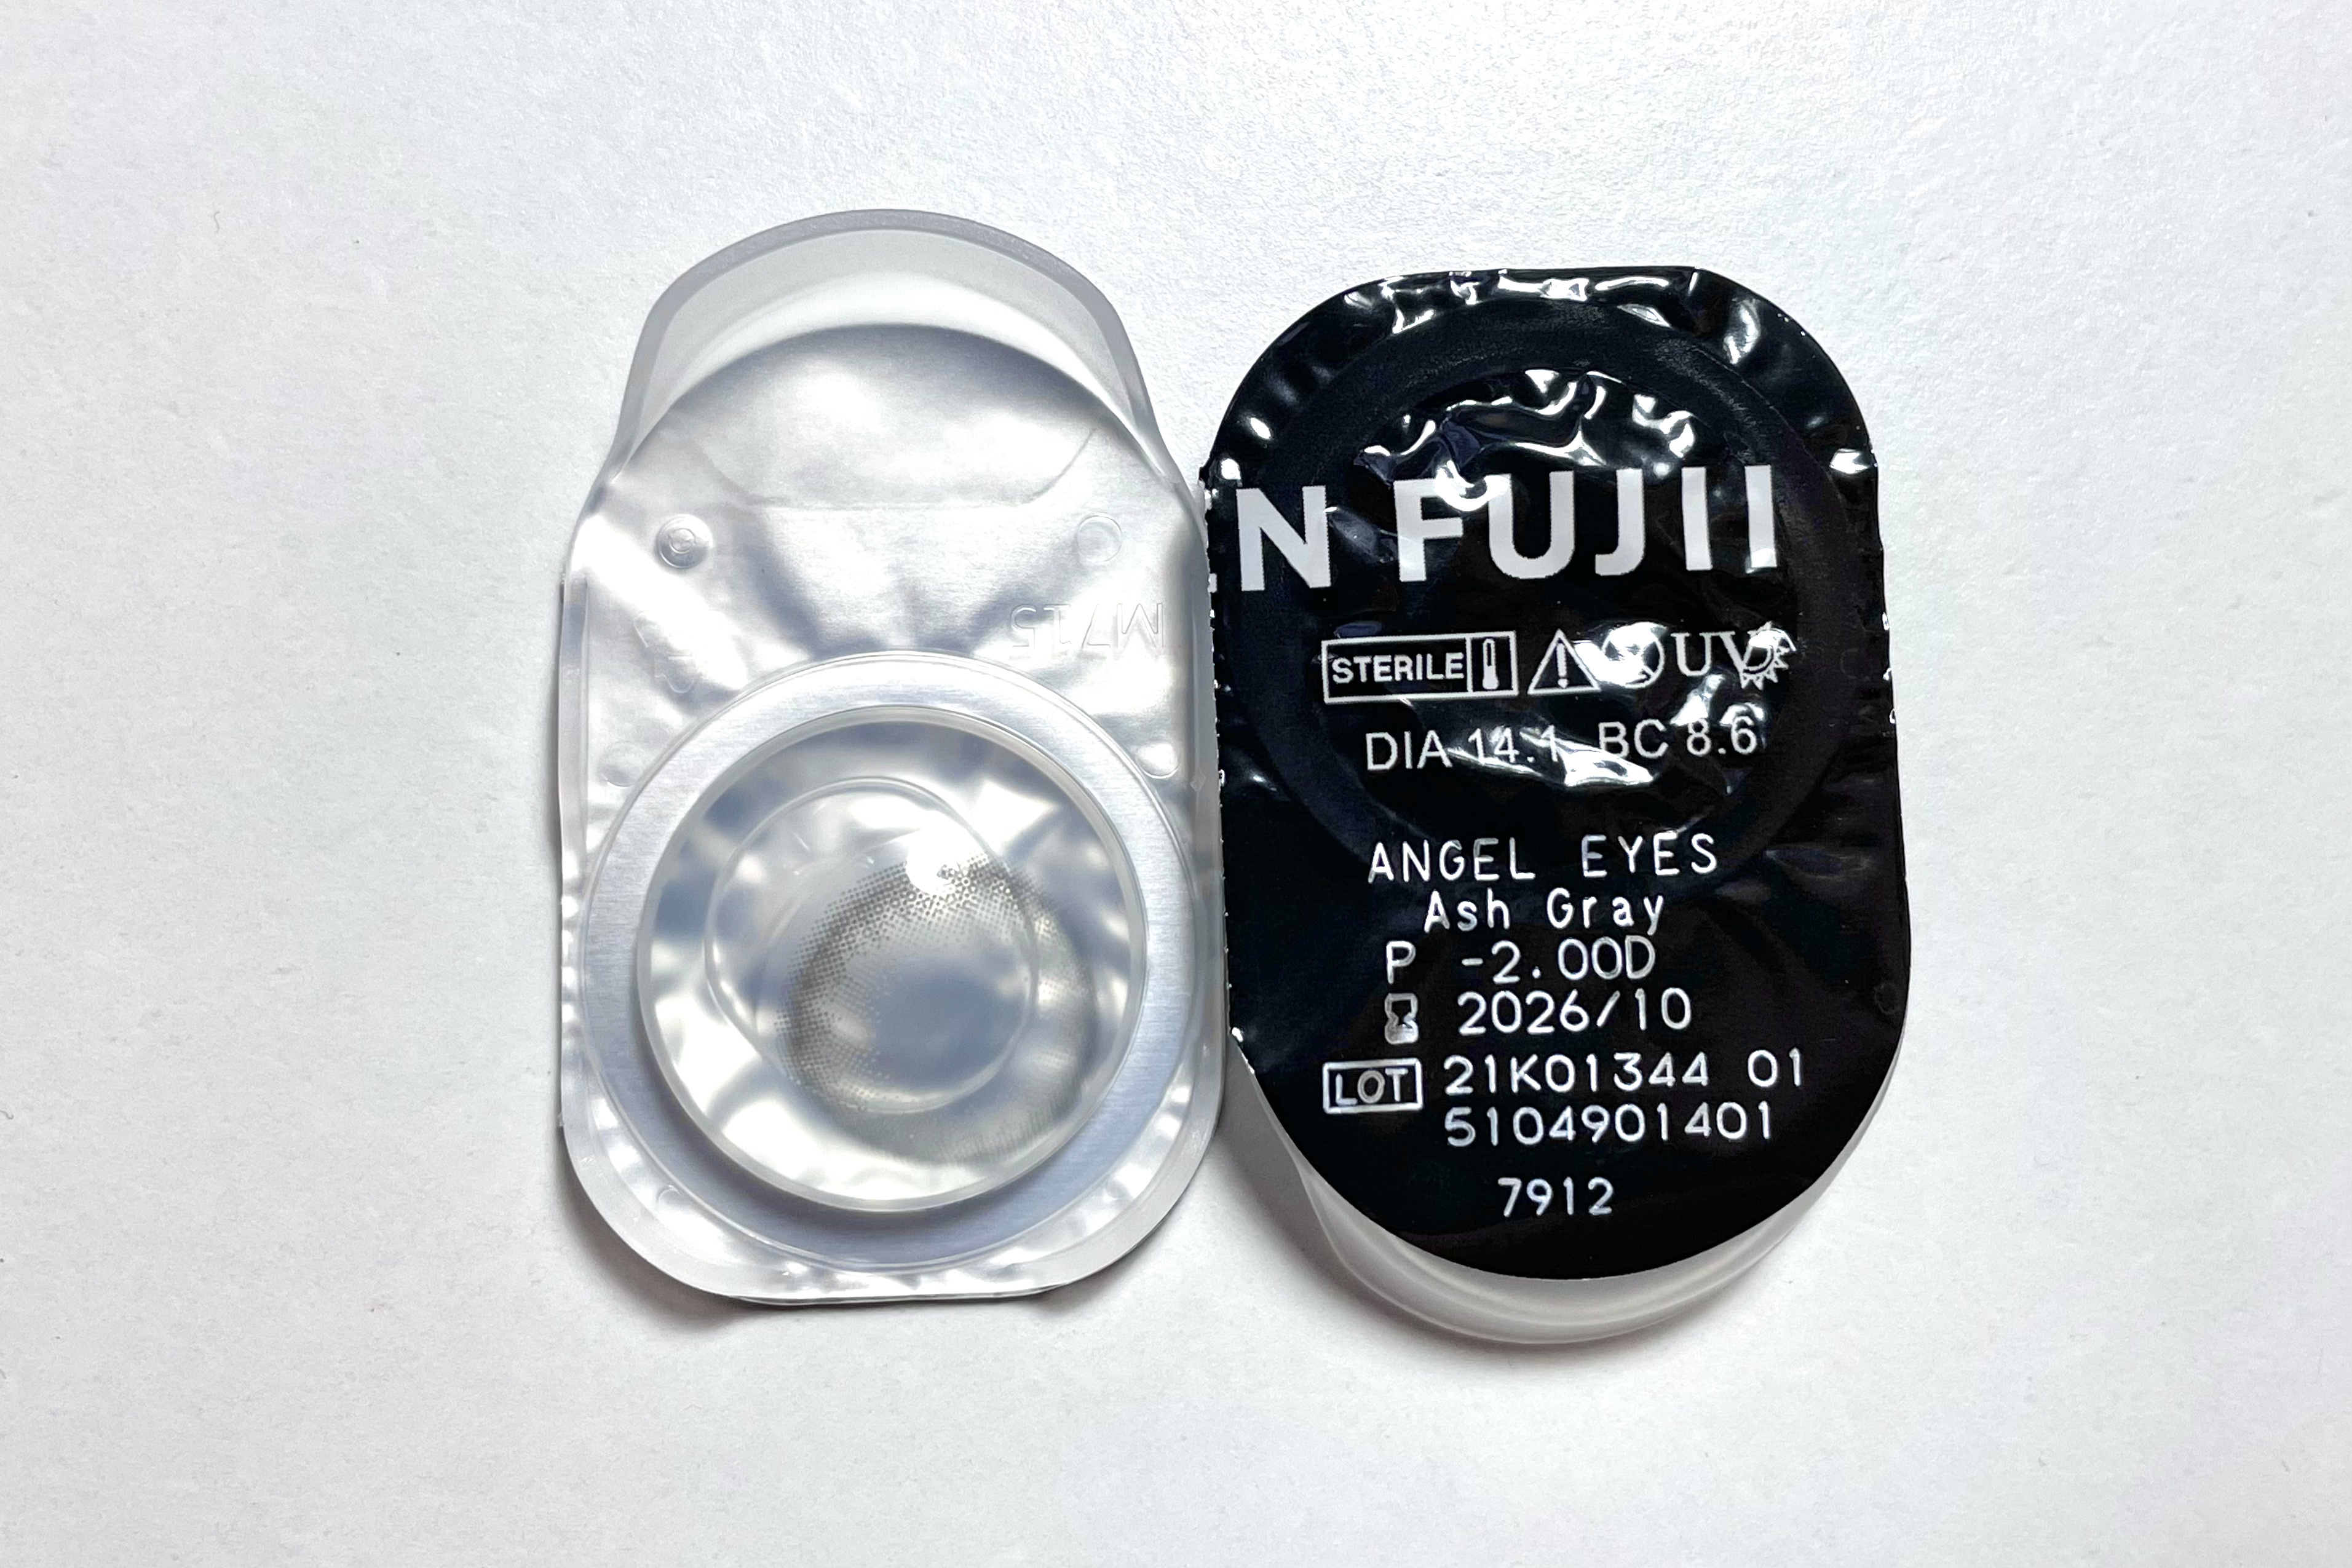 N FUJII
STERILE UV
DIA 14.1 BC 8.6
ANGEL EYES
Ash Gray
P -2.00D
2026/10
LOT 21K01344 01
5104901401
7912
M715